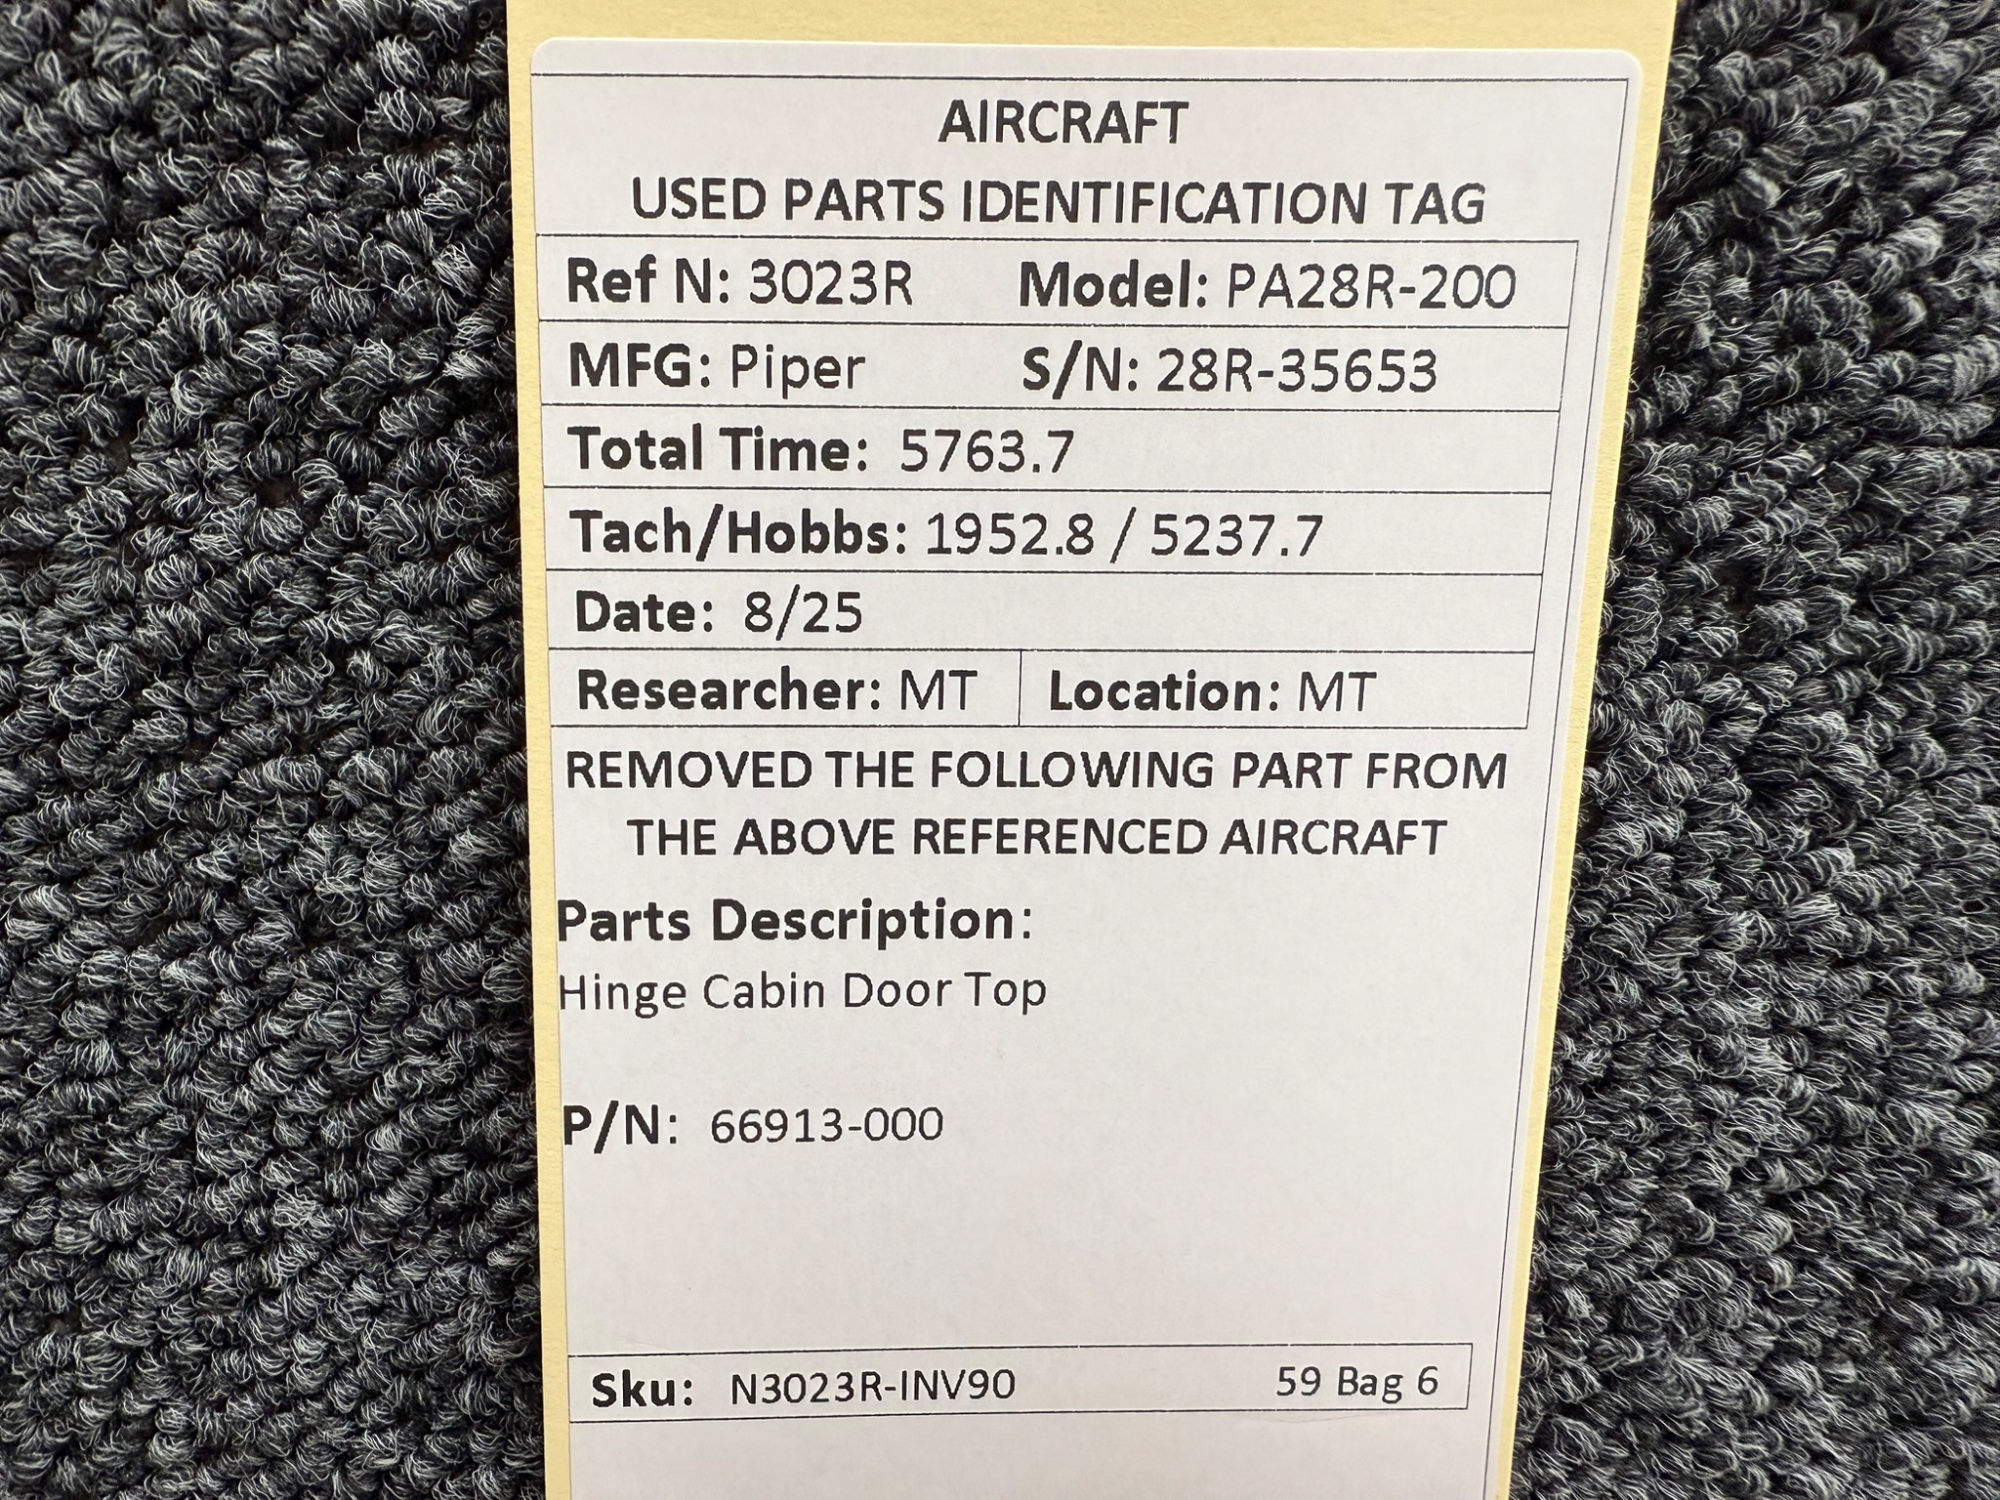 AIRCRAFT
USED PARTS IDENTIFICATION TAG
Ref N: 3023R Model: PA28R-200
MFG: Piper S/N: 28R-35653
Total Time: 5763.7
Tach/Hobbs: 1952.8 / 5237.7
Date: 8/25
Researcher: MT Location: MT
REMOVED THE FOLLOWING PART FROM
THE ABOVE REFERENCED AIRCRAFT
Parts Description:
Hinge Cabin Door Top
P/N: 66913-000
Sku: N3023R-INV90 59 Bag 6